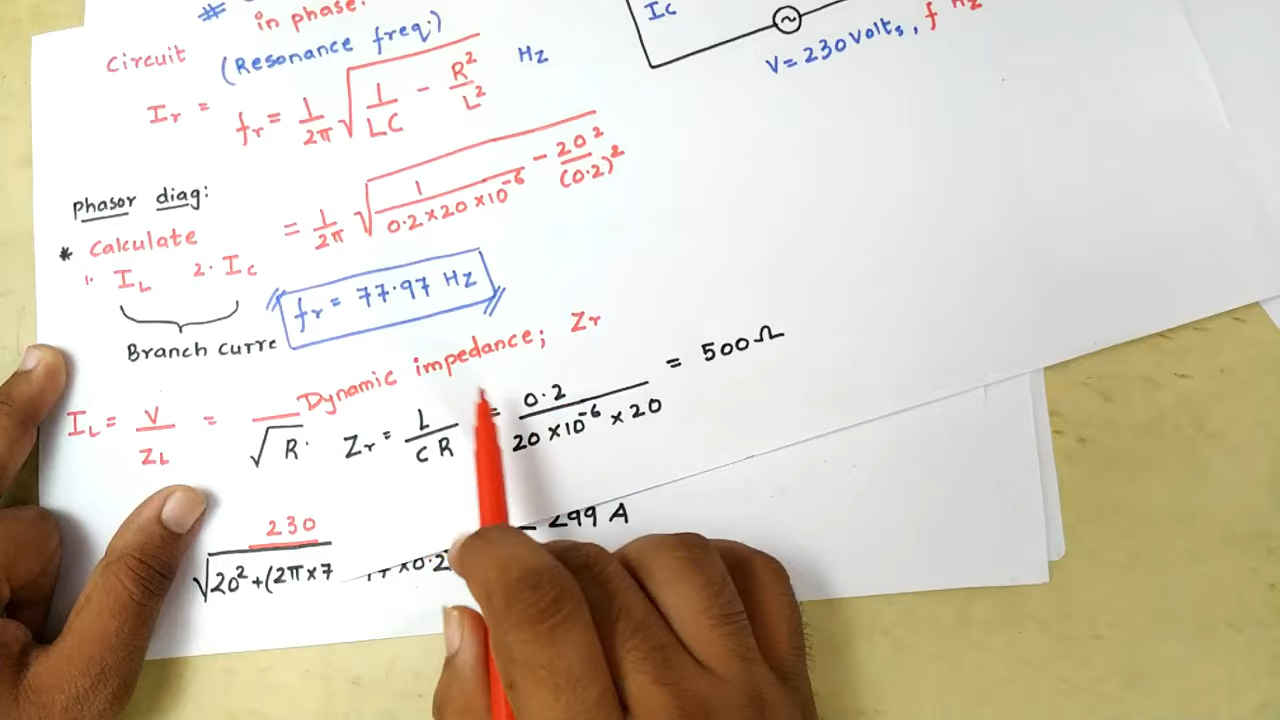 #
in phase.
Circuit
(Resonance freq.)
Ir =
fr = 1/2π √(1/LC - R²/L²) Hz
Ic
V = 230 Volts, f Hz
phasor diag:
= 1/2π √(1/(0.2×20×10⁻⁶) - 20²/(0.2)²)
* Calculate
1. IL 2. Ic
fr = 77.97 Hz
Branch curre
Dynamic impedance; Zr
IL = V/ZL = √R
Zr = L/CR = 0.2/(20×10⁻⁶×20) = 500Ω
230
√20²+(2π×7
×0.2
299 A